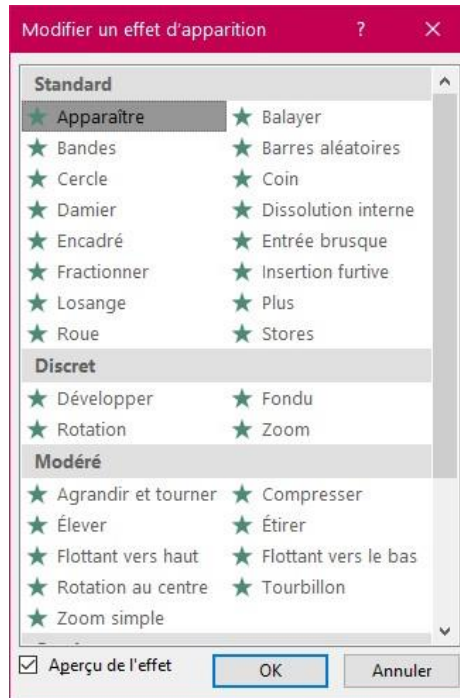 Modifier un effet d'apparition ? ×
Standard
Apparaître Balayer
Bandes Barres aléatoires
Cercle Coin
Damier Dissolution interne
Encadré Entrée brusque
Fractionner Insertion furtive
Losange Plus
Roue Stores
Discret
Développer Fondu
Rotation Zoom
Modéré
Agrandir et tourner Compresser
Élever Étirer
Flottant vers haut Flottant vers le bas
Rotation au centre Tourbillon
Zoom simple
Aperçu de l'effet OK Annuler